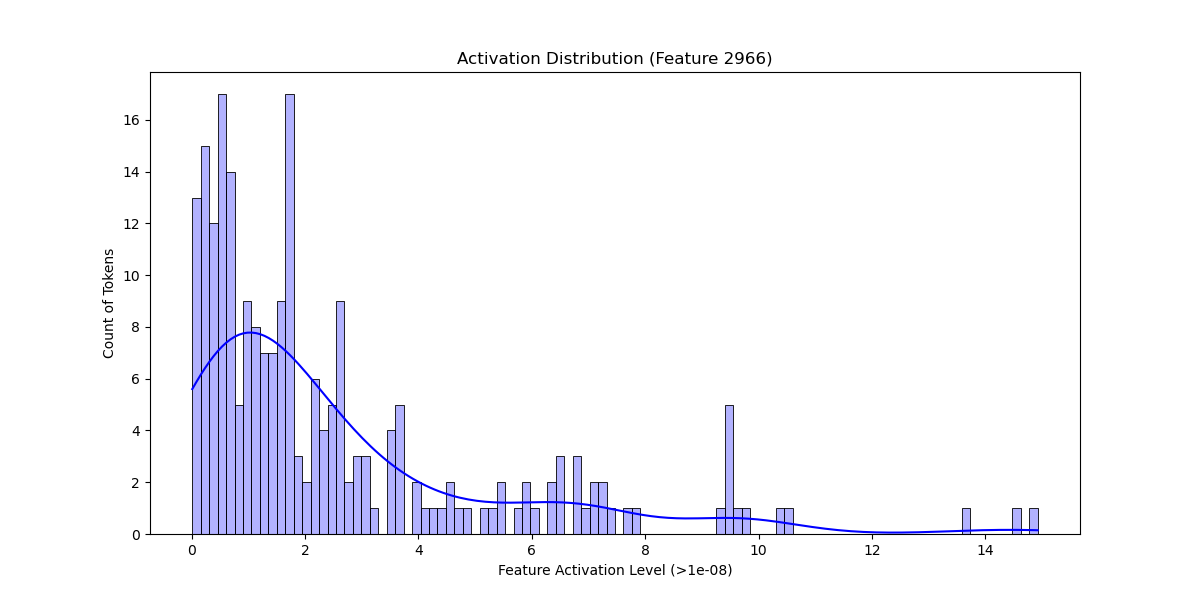 Activation Distribution (Feature 2966)
16
14
12
10
8
6
4
2
0
Count of Tokens
0 2 4 6 8 10 12 14
Feature Activation Level (>1e-08)